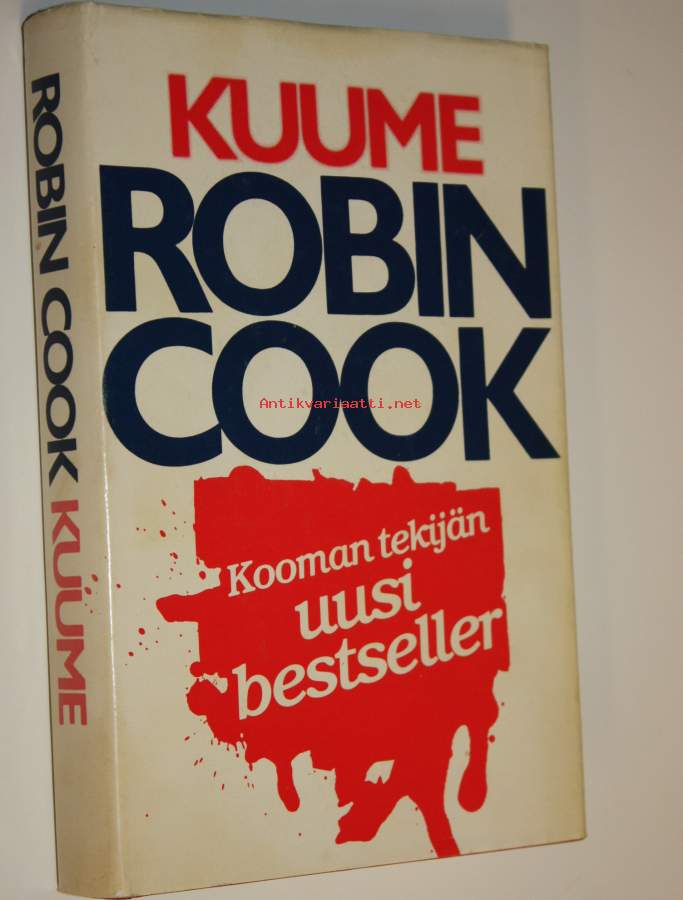 KUUME
ROBIN
COOK
Kooman tekijän
uusi
bestseller
ROBIN COOK KUUME
Antikvariaatti.net